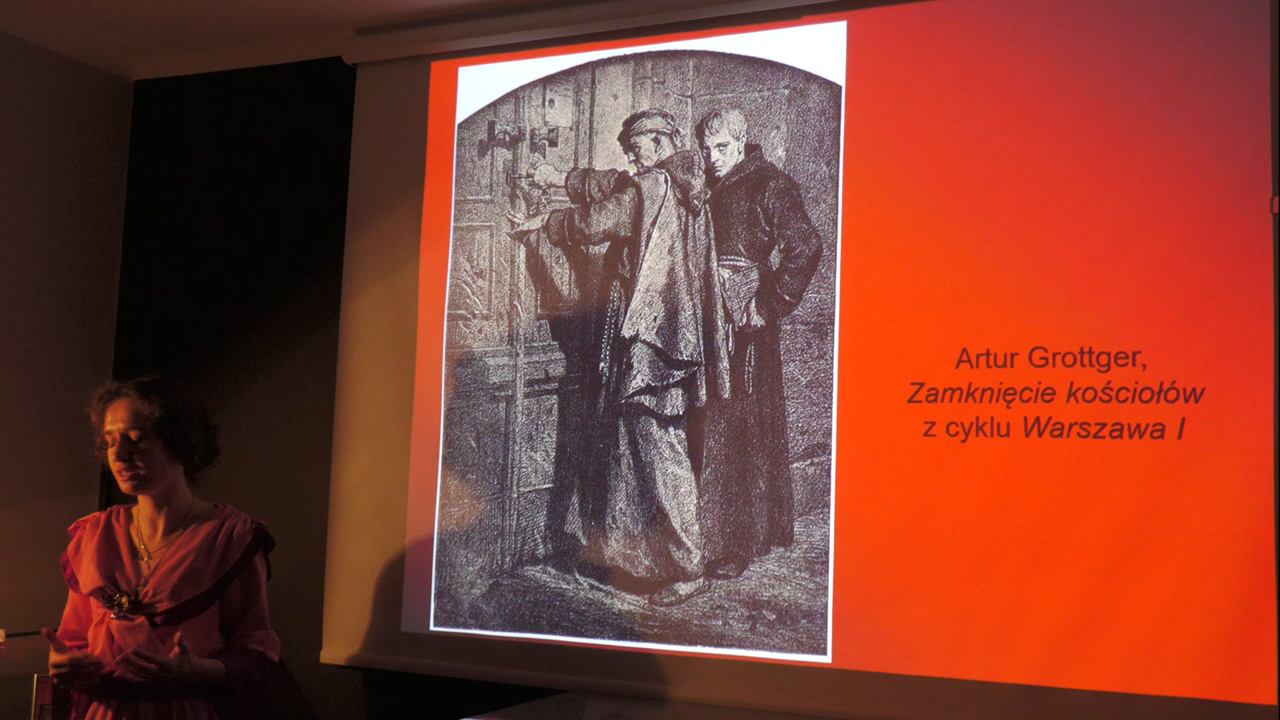 Artur Grottger,
Zamknięcie kościołów
z cyklu Warszawa I